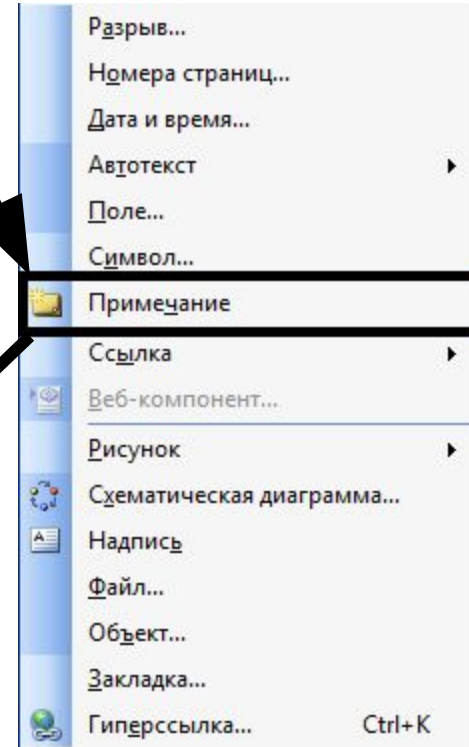 Разрыв...
Номера страниц...
Дата и время...
Автотекст
Поле...
Символ...
Примечание
Ссылка
Веб-компонент...
Рисунок
Схематическая диаграмма...
Надпись
Файл...
Объект...
Закладка...
Гиперссылка... Ctrl+K